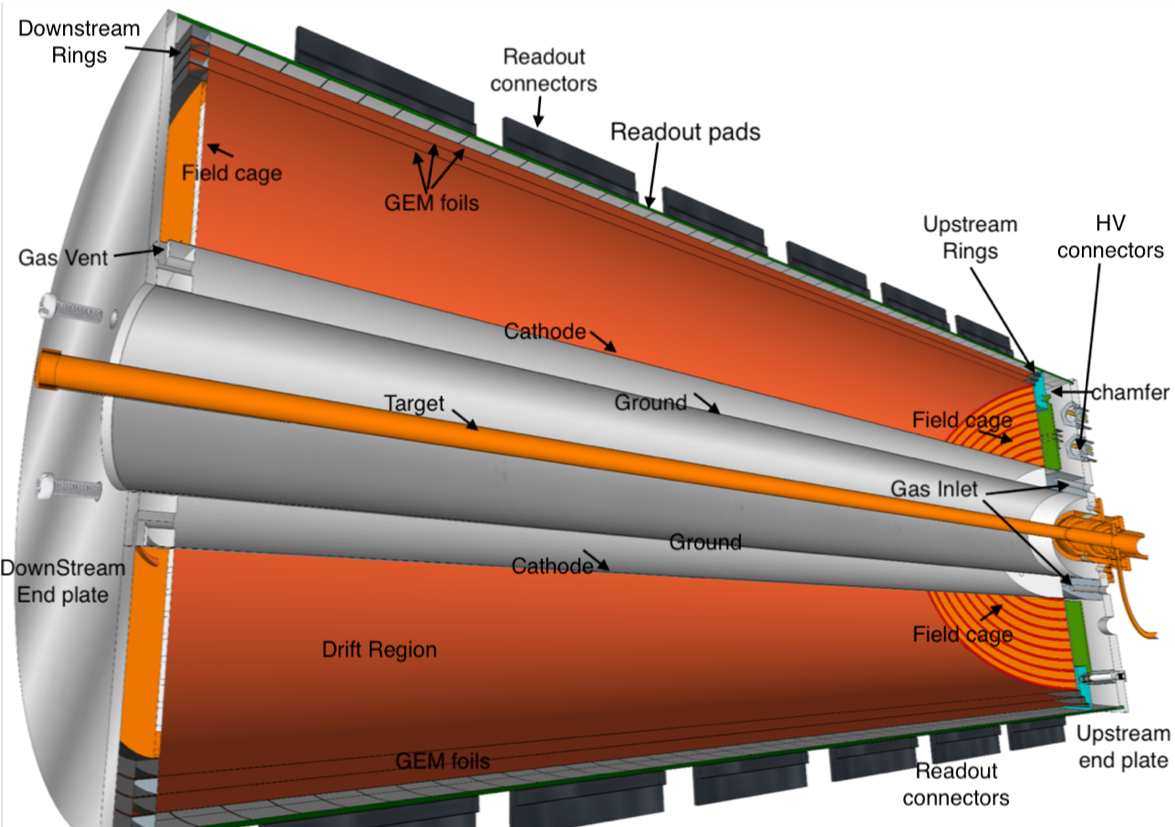 Downstream
Rings
Readout
connectors
Readout pads
Field cage
GEM foils
Upstream
Rings
HV
connectors
Gas Vent
Cathode
chamfer
Target
Ground
Field cage
Gas Inlet
Ground
Cathode
DownStream
End plate
Field cage
Drift Region
GEM foils
Upstream
end plate
Readout
connectors